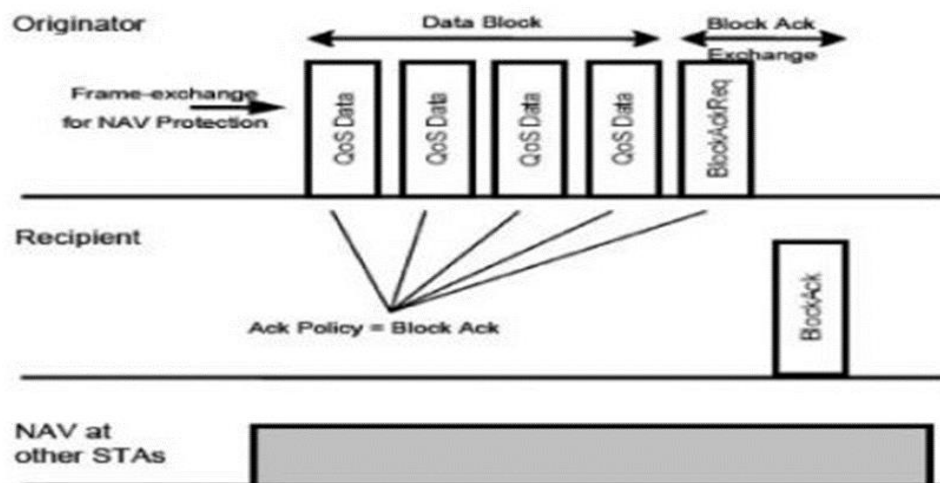 Originator
Data Block
Block Ack
Exchange
Frame-exchange
for NAV Protection
QoS Data
QoS Data
QoS Data
QoS Data
BlockAckReq
Recipient
BlockAck
Ack Policy = Block Ack
NAV at
other STAs